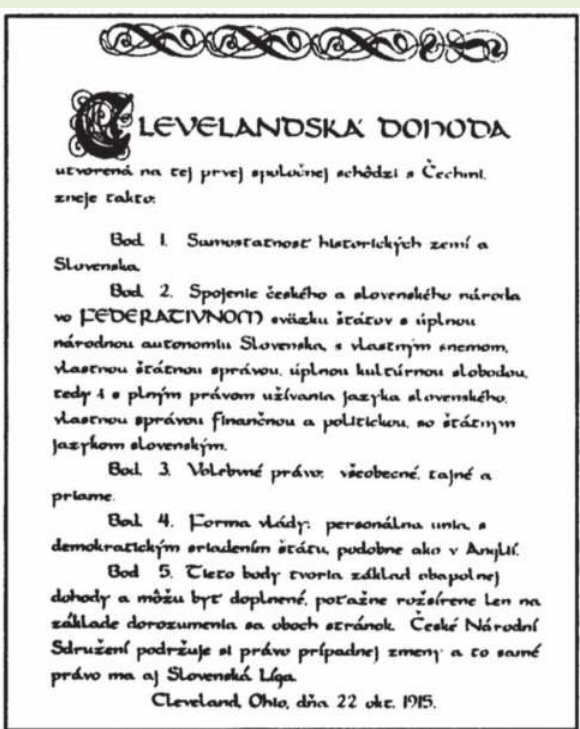 CLEVELANDSKÁ DOHODA
utvorená na tej prvej spoločnej schôdzi s Čechmi,
zneje takto:
Bod 1. Samostatnosť historických zemí a
Slovenska.
Bod 2. Spojenie českého a slovenského národa
vo FEDERATIVNOM sväzku štátov s úplnou
národnou autonomiu Slovenska, s vlastným snemom,
vlastnou štátnou správou, úplnou kultúrnou slobodou,
tedy i s plným právom užívania jazyka slovenského,
vlastnou správou finančnou a politickou, so štátnym
jazykom slovenským.
Bod 3. Volebné právo: všeobecné, tajné a
priame.
Bod 4. Forma vlády: personálna unia, s
demokratickým sriadením štátu, podobne ako v Anglií.
Bod 5. Tieto body tvoria základ obapolnej
dohody a môžu byť doplnené, poťažne rozšírene len na
základe dorozumenia sa oboch stránok. České Národní
Sdružení podržuje si právo prípadnej zmeny a to samé
právo ma aj Slovenská Líga.
Cleveland, Ohio, dňa 22 okt. 1915.